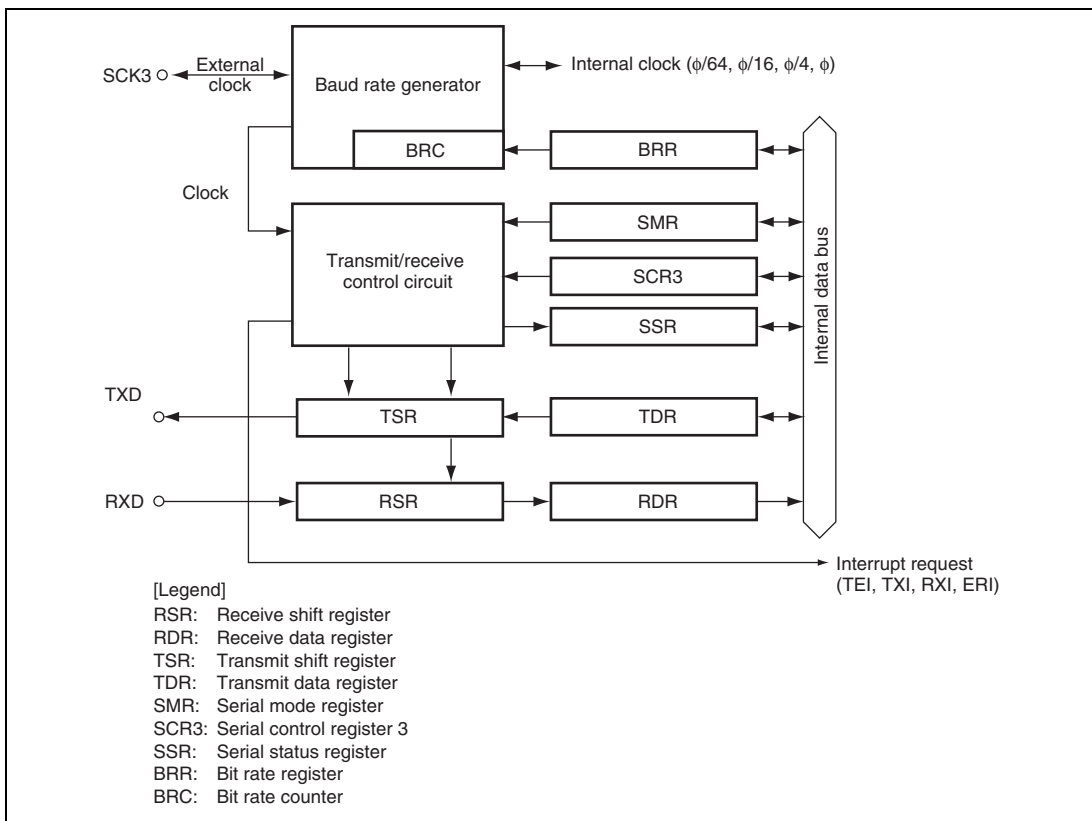 SCK3
External
clock
Baud rate generator
Internal clock (ϕ/64, ϕ/16, ϕ/4, ϕ)
BRC
BRR
Clock
SMR
Transmit/receive
control circuit
SCR3
SSR
Internal data bus
TXD
TSR
TDR
RXD
RSR
RDR
Interrupt request
(TEI, TXI, RXI, ERI)
[Legend]
RSR: Receive shift register
RDR: Receive data register
TSR: Transmit shift register
TDR: Transmit data register
SMR: Serial mode register
SCR3: Serial control register 3
SSR: Serial status register
BRR: Bit rate register
BRC: Bit rate counter